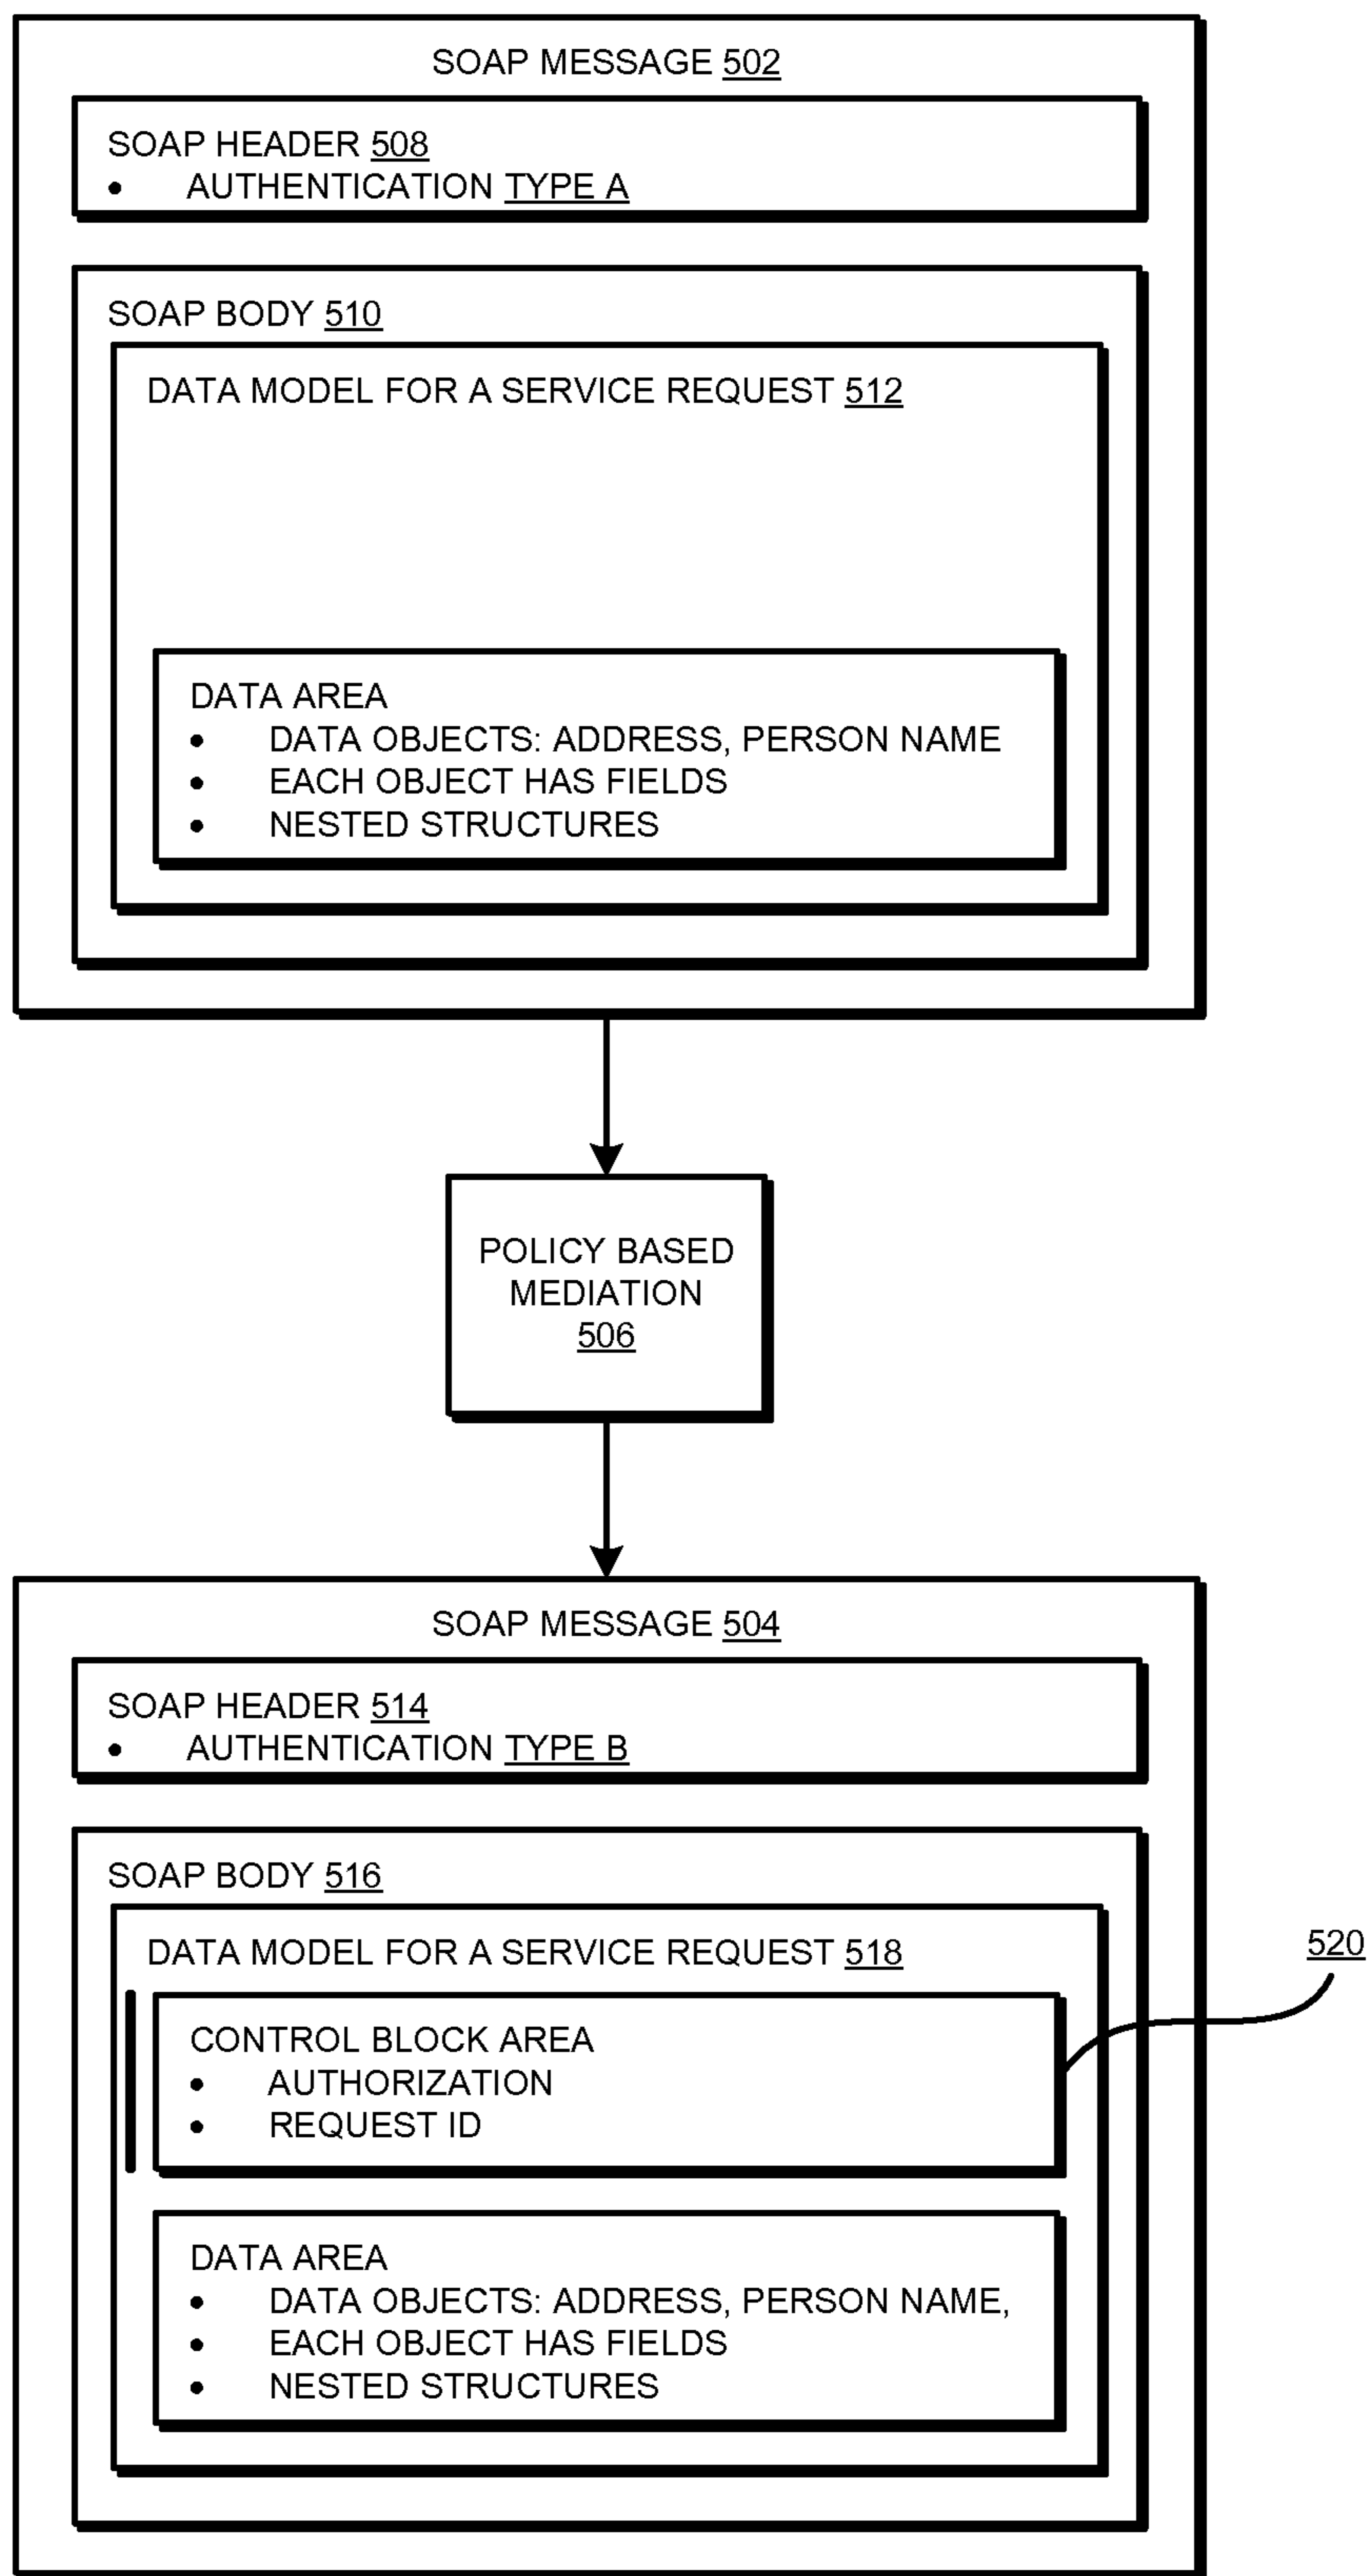 SOAP MESSAGE 502
SOAP HEADER 508
• AUTHENTICATION TYPE A
SOAP BODY 510
DATA MODEL FOR A SERVICE REQUEST 512
DATA AREA
• DATA OBJECTS: ADDRESS, PERSON NAME
• EACH OBJECT HAS FIELDS
• NESTED STRUCTURES
POLICY BASED
MEDIATION
506
SOAP MESSAGE 504
SOAP HEADER 514
• AUTHENTICATION TYPE B
SOAP BODY 516
DATA MODEL FOR A SERVICE REQUEST 518
520
CONTROL BLOCK AREA
• AUTHORIZATION
• REQUEST ID
DATA AREA
• DATA OBJECTS: ADDRESS, PERSON NAME,
• EACH OBJECT HAS FIELDS
• NESTED STRUCTURES